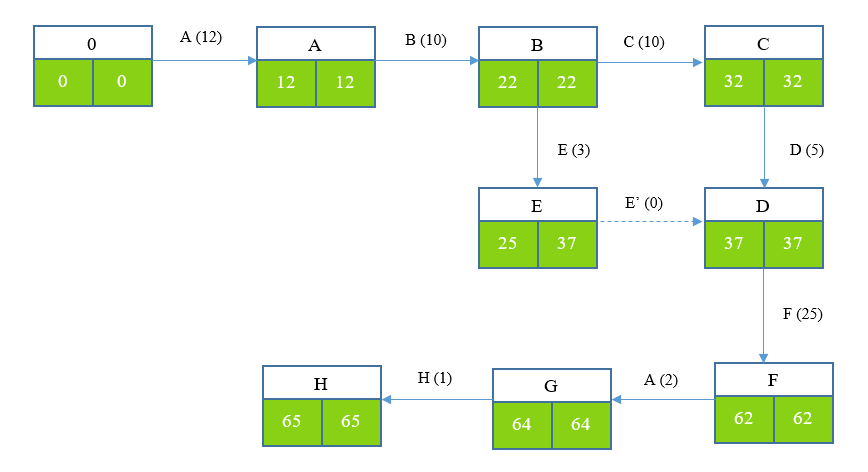 0
A (12)
A
B (10)
B
C (10)
C
0 0
12 12
22 22
32 32
E (3)
D (5)
E
E’ (0)
D
25 37
37 37
F (25)
H
H (1)
G
A (2)
F
65 65
64 64
62 62